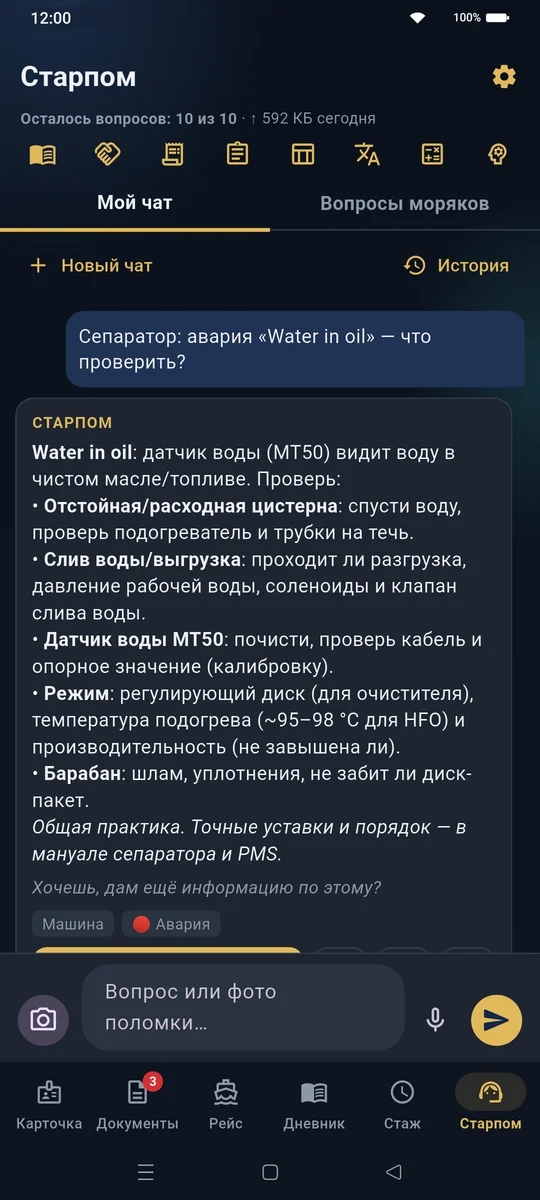 12:00
100%
Старпом
Осталось вопросов: 10 из 10 · ↑ 592 КБ сегодня
Мой чат
Вопросы моряков
+ Новый чат
История
Сепаратор: авария «Water in oil» — что
проверить?
СТАРПОМ
Water in oil: датчик воды (MT50) видит воду в
чистом масле/топливе. Проверь:
• Отстойная/расходная цистерна: спусти воду,
проверь подогреватель и трубки на течь.
• Слив воды/выгрузка: проходит ли разгрузка,
давление рабочей воды, соленоиды и клапан
слива воды.
• Датчик воды MT50: почисти, проверь кабель и
опорное значение (калибровку).
• Режим: регулирующий диск (для очистителя),
температура подогрева (~95–98 °C для HFO) и
производительность (не завышена ли).
• Барабан: шлам, уплотнения, не забит ли диск-
пакет.
Общая практика. Точные уставки и порядок — в
мануале сепаратора и PMS.
Хочешь, дам ещё информацию по этому?
Машина
Авария
Вопрос или фото
поломки…
3
Карточка
Документы
Рейс
Дневник
Стаж
Старпом